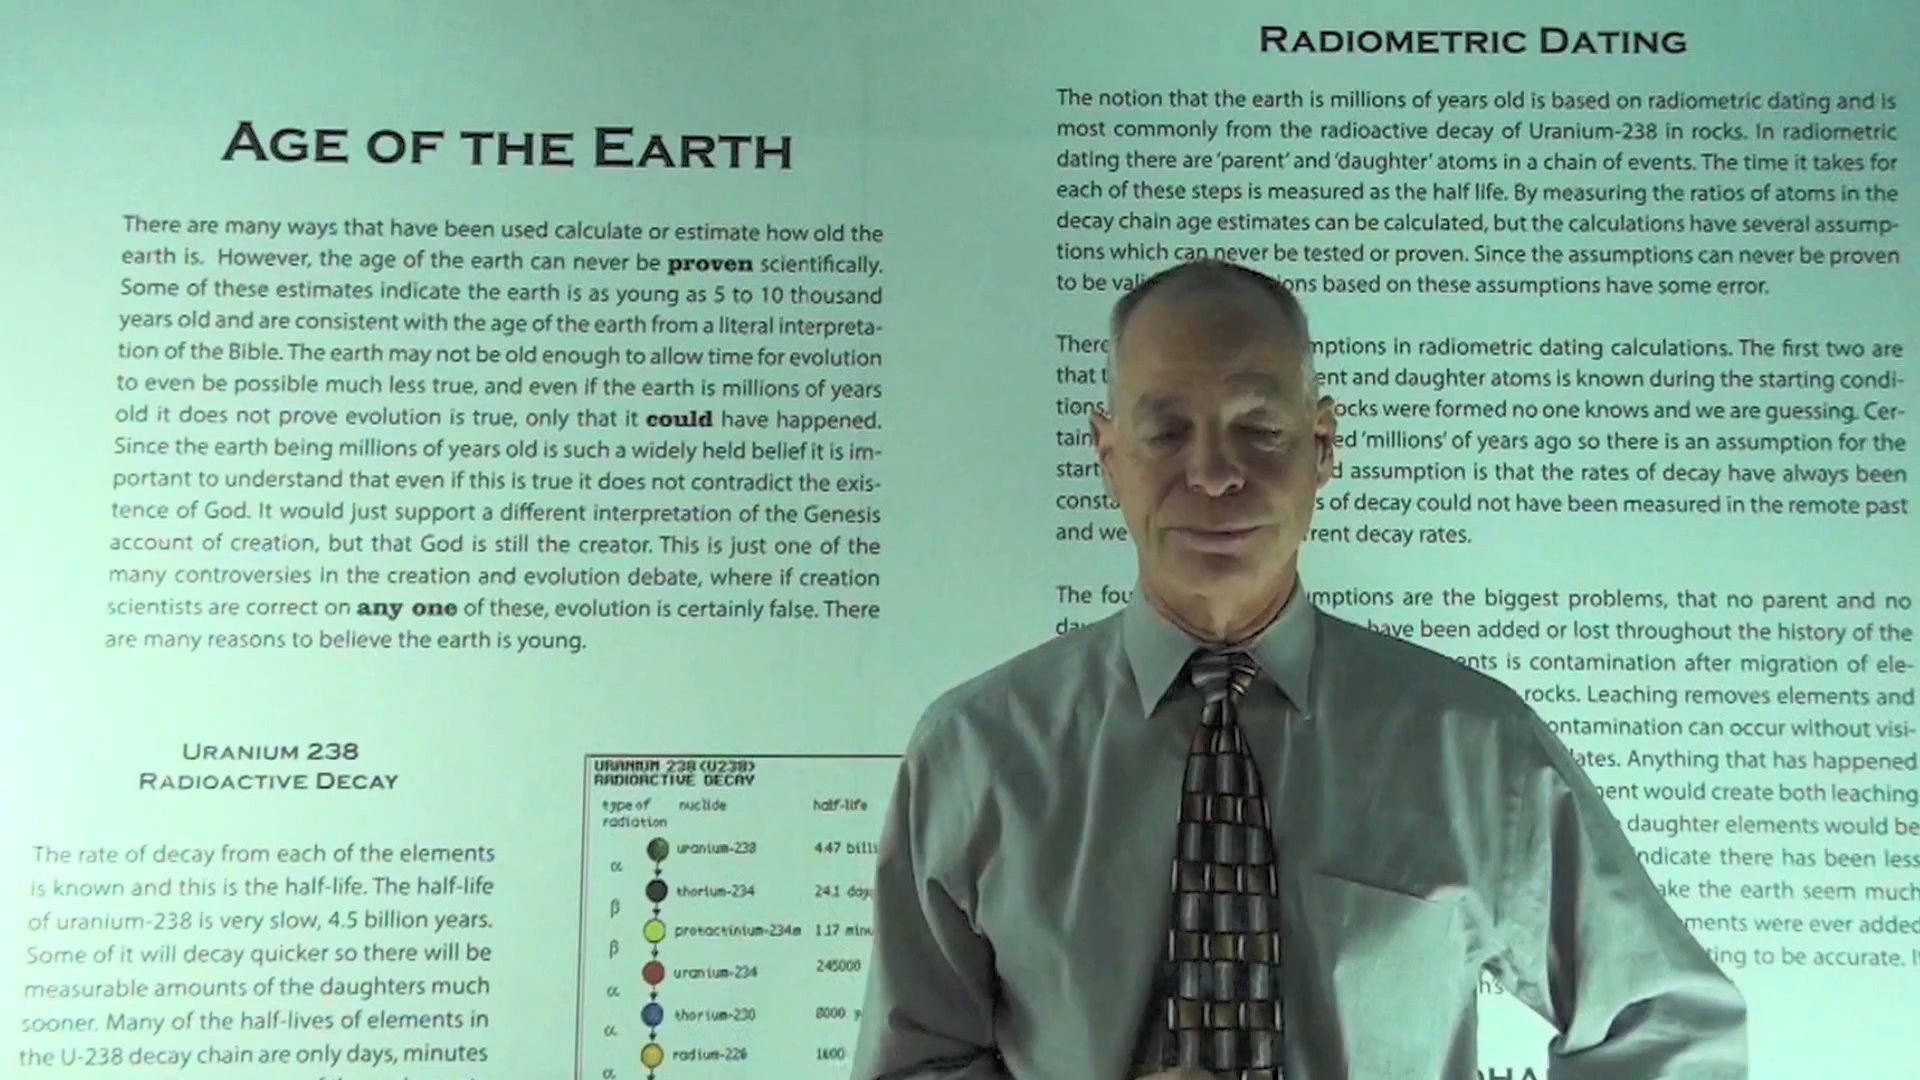 AGE OF THE EARTH
There are many ways that have been used calculate or estimate how old the
earth is. However, the age of the earth can never be proven scientifically.
Some of these estimates indicate the earth is as young as 5 to 10 thousand
years old and are consistent with the age of the earth from a literal interpreta-
tion of the Bible. The earth may not be old enough to allow time for evolution
to even be possible much less true, and even if the earth is millions of years
old it does not prove evolution is true, only that it could have happened.
Since the earth being millions of years old is such a widely held belief it is im-
portant to understand that even if this is true it does not contradict the exis-
tence of God. It would just support a different interpretation of the Genesis
account of creation, but that God is still the creator. This is just one of the
many controversies in the creation and evolution debate, where if creation
scientists are correct on any one of these, evolution is certainly false. There
are many reasons to believe the earth is young.
URANIUM 238
RADIOACTIVE DECAY
The rate of decay from each of the elements
is known and this is the half-life. The half-life
of uranium-238 is very slow, 4.5 billion years.
Some of it will decay quicker so there will be
measurable amounts of the daughters much
sooner. Many of the half-lives of elements in
the U-238 decay chain are only days, minutes
URANIUM 238 (U238)
RADIOACTIVE DECAY
type of radiation nuclide half-life
α uranium-238 4.47
β thorium-234 24.1
β protactinium-234m 1.17
α uranium-234 245000
α thorium-230 8000
α radium-226 1600
RADIOMETRIC DATING
The notion that the earth is millions of years old is based on radiometric dating and is
most commonly from the radioactive decay of Uranium-238 in rocks. In radiometric
dating there are 'parent' and 'daughter' atoms in a chain of events. The time it takes for
each of these steps is measured as the half life. By measuring the ratios of atoms in the
decay chain age estimates can be calculated, but the calculations have several assump-
tions which can never be tested or proven. Since the assumptions can never be proven
to be based on these assumptions have some error.
There in radiometric dating calculations. The first two are
that and daughter atoms is known during the starting condi-
tions. were formed no one knows and we are guessing. Cer-
tain 'millions' of years ago so there is an assumption for the
start assumption is that the rates of decay have always been
of decay could not have been measured in the remote past
and we decay rates.
The are the biggest problems, that no parent and no
have been added or lost throughout the history of the
is contamination after migration of ele-
rocks. Leaching removes elements and
contamination can occur without visi-
Anything that has happened
would create both leaching
daughter elements would be
indicate there has been less
the earth seem much
were ever added
to be accurate.